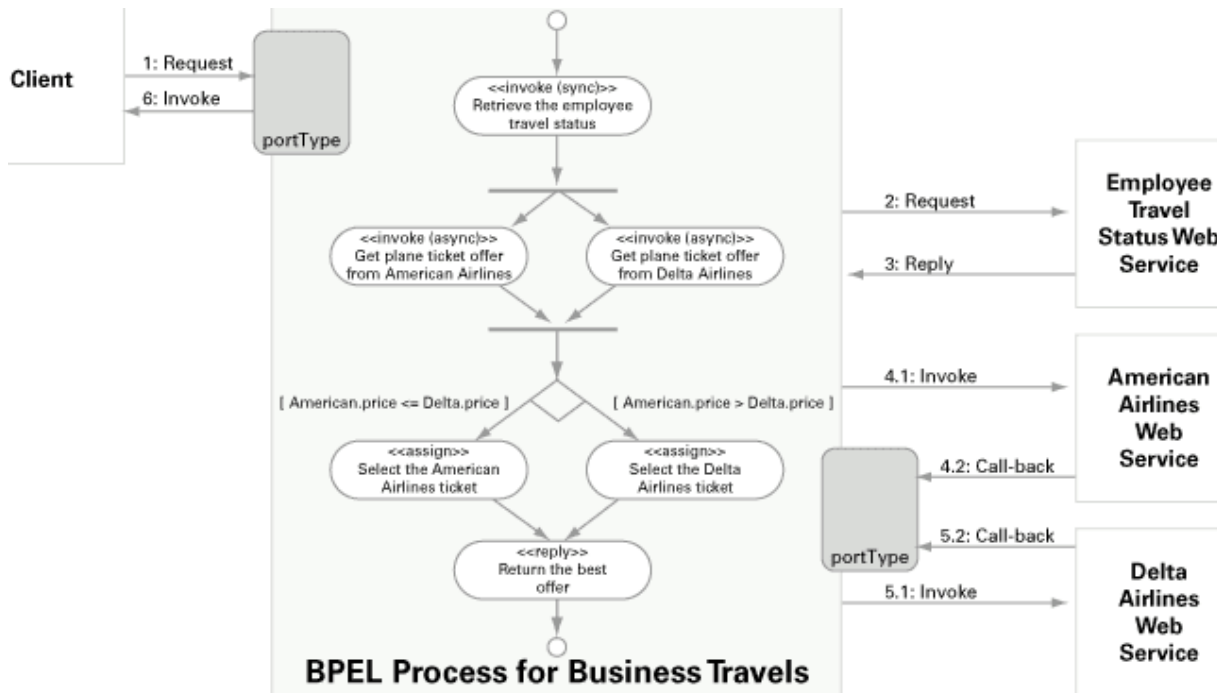 Client
1: Request
6: Invoke
portType
<<invoke (sync)>>
Retrieve the employee
travel status
<<invoke (async)>>
Get plane ticket offer
from American Airlines
<<invoke (async)>>
Get plane ticket offer
from Delta Airlines
[ American.price <= Delta.price ]
[ American.price > Delta.price ]
<<assign>>
Select the American
Airlines ticket
<<assign>>
Select the Delta
Airlines ticket
<<reply>>
Return the best
offer
BPEL Process for Business Travels
2: Request
3: Reply
Employee
Travel
Status Web
Service
4.1: Invoke
4.2: Call-back
American
Airlines
Web
Service
portType
5.2: Call-back
5.1: Invoke
Delta
Airlines
Web
Service